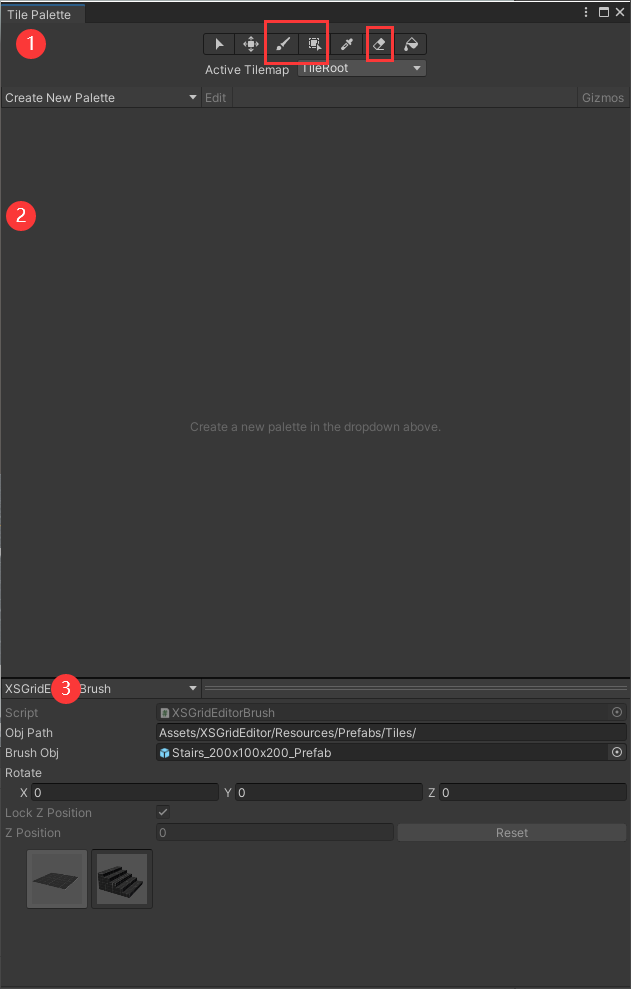 Tile Palette
1
Active Tilemap TileRoot
Create New Palette Edit Gizmos
2
Create a new palette in the dropdown above.
XSGridE 3 Brush
Script XSGridEditorBrush
Obj Path Assets/XSGridEditor/Resources/Prefabs/Tiles/
Brush Obj Stairs_200x100x200_Prefab
Rotate
X 0 Y 0 Z 0
Lock Z Position
Z Position 0 Reset